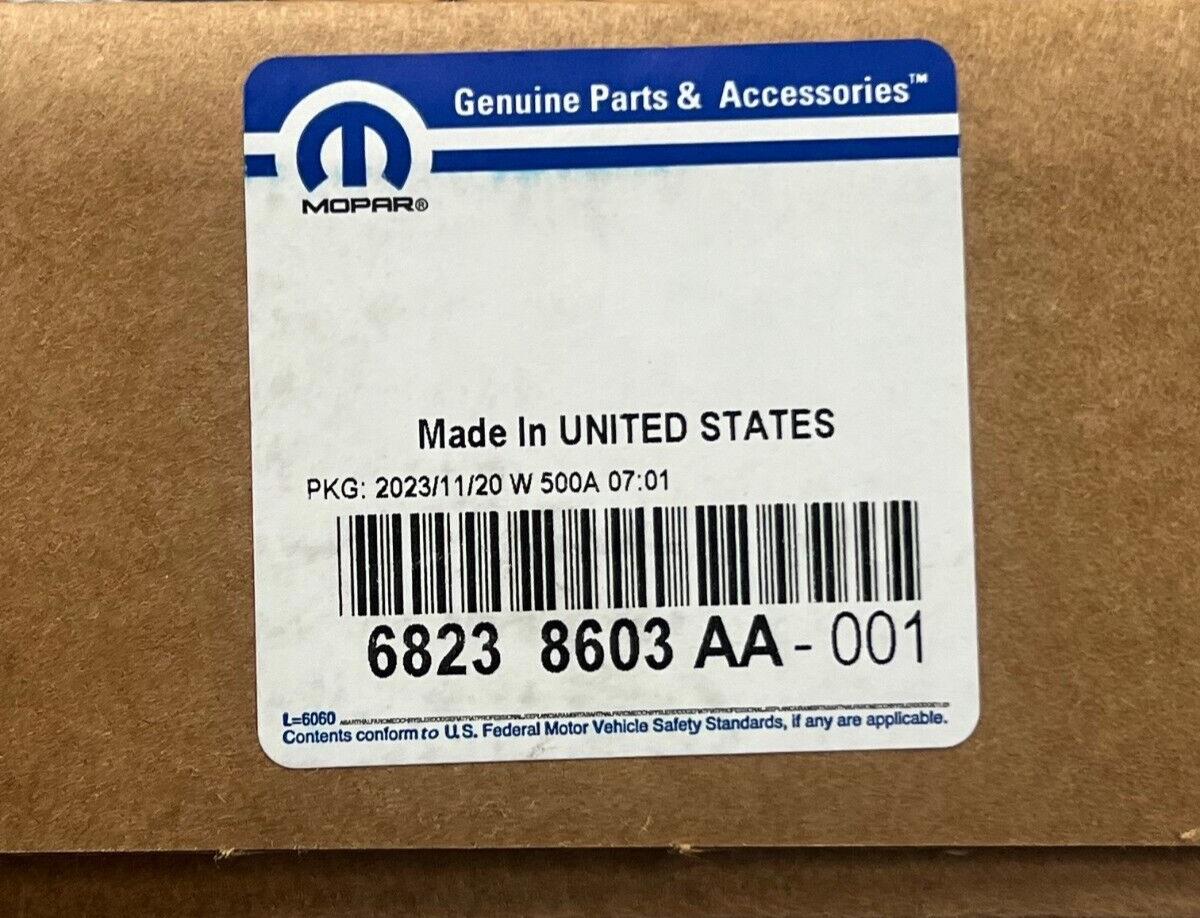 Genuine Parts & Accessories™
MOPAR®
Made In UNITED STATES
PKG: 2023/11/20 W 500A 07:01
6823 8603 AA - 001
L=6060
Contents conform to U.S. Federal Motor Vehicle Safety Standards, if any are applicable.